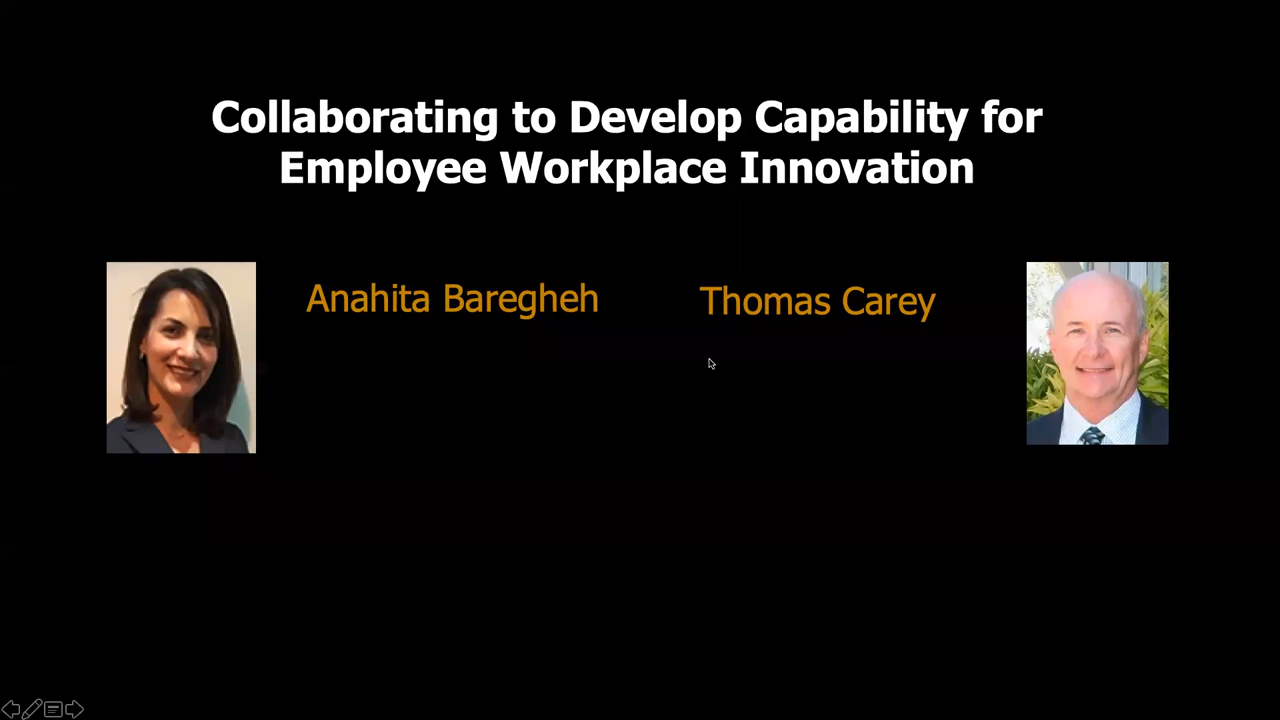 Collaborating to Develop Capability for
Employee Workplace Innovation
Anahita Baregheh
Thomas Carey